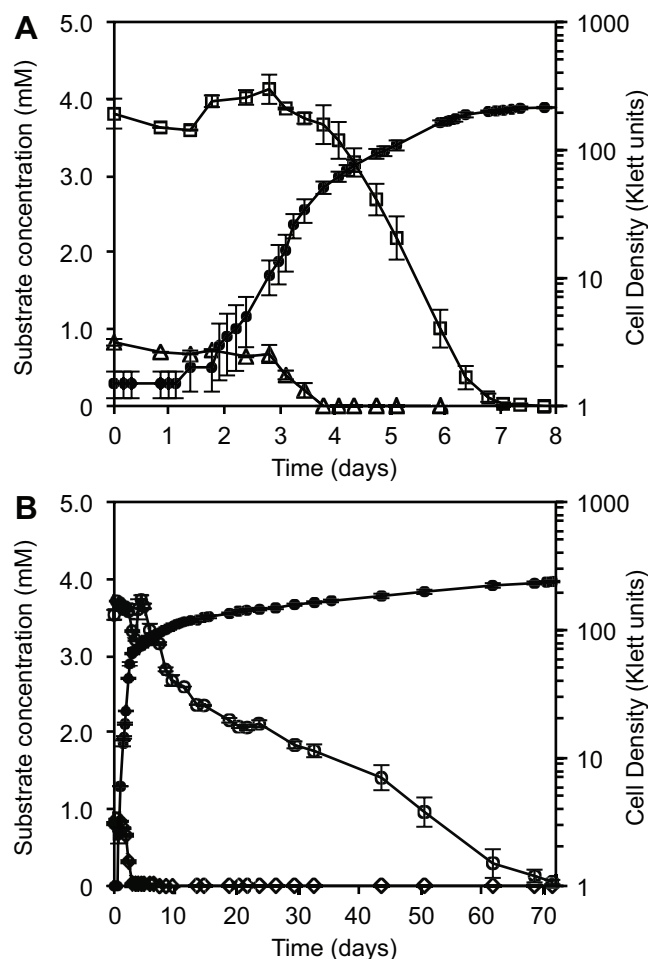 A
5.0
4.0
3.0
2.0
1.0
0
Substrate concentration (mM)
1000
100
10
1
Cell Density (Klett units)
0 1 2 3 4 5 6 7 8
Time (days)
B
5.0
4.0
3.0
2.0
1.0
0
Substrate concentration (mM)
1000
100
10
1
Cell Density (Klett units)
0 10 20 30 40 50 60 70
Time (days)